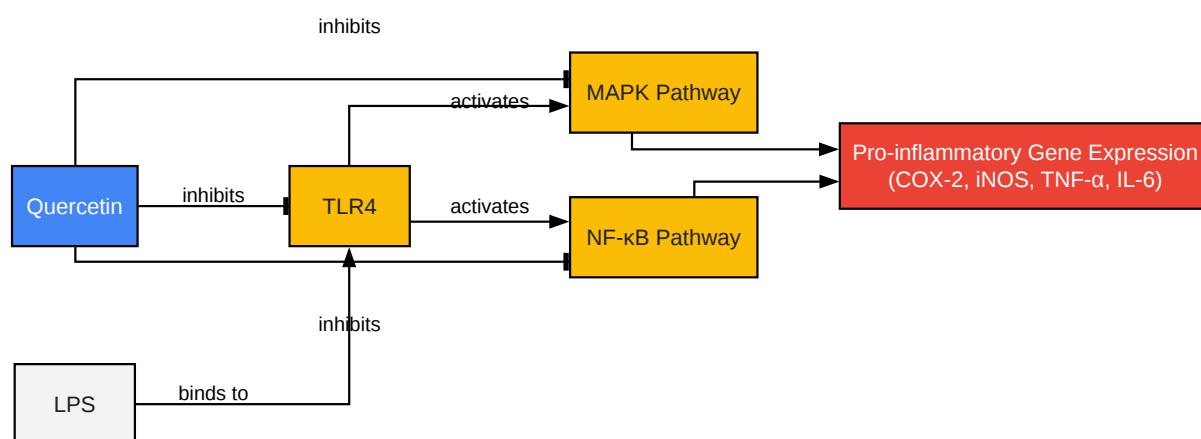 inhibits
MAPK Pathway
activates
Pro-inflammatory Gene Expression
(COX-2, iNOS, TNF-α, IL-6)
Quercetin
inhibits
TLR4
activates
NF-κB Pathway
inhibits
LPS
binds to